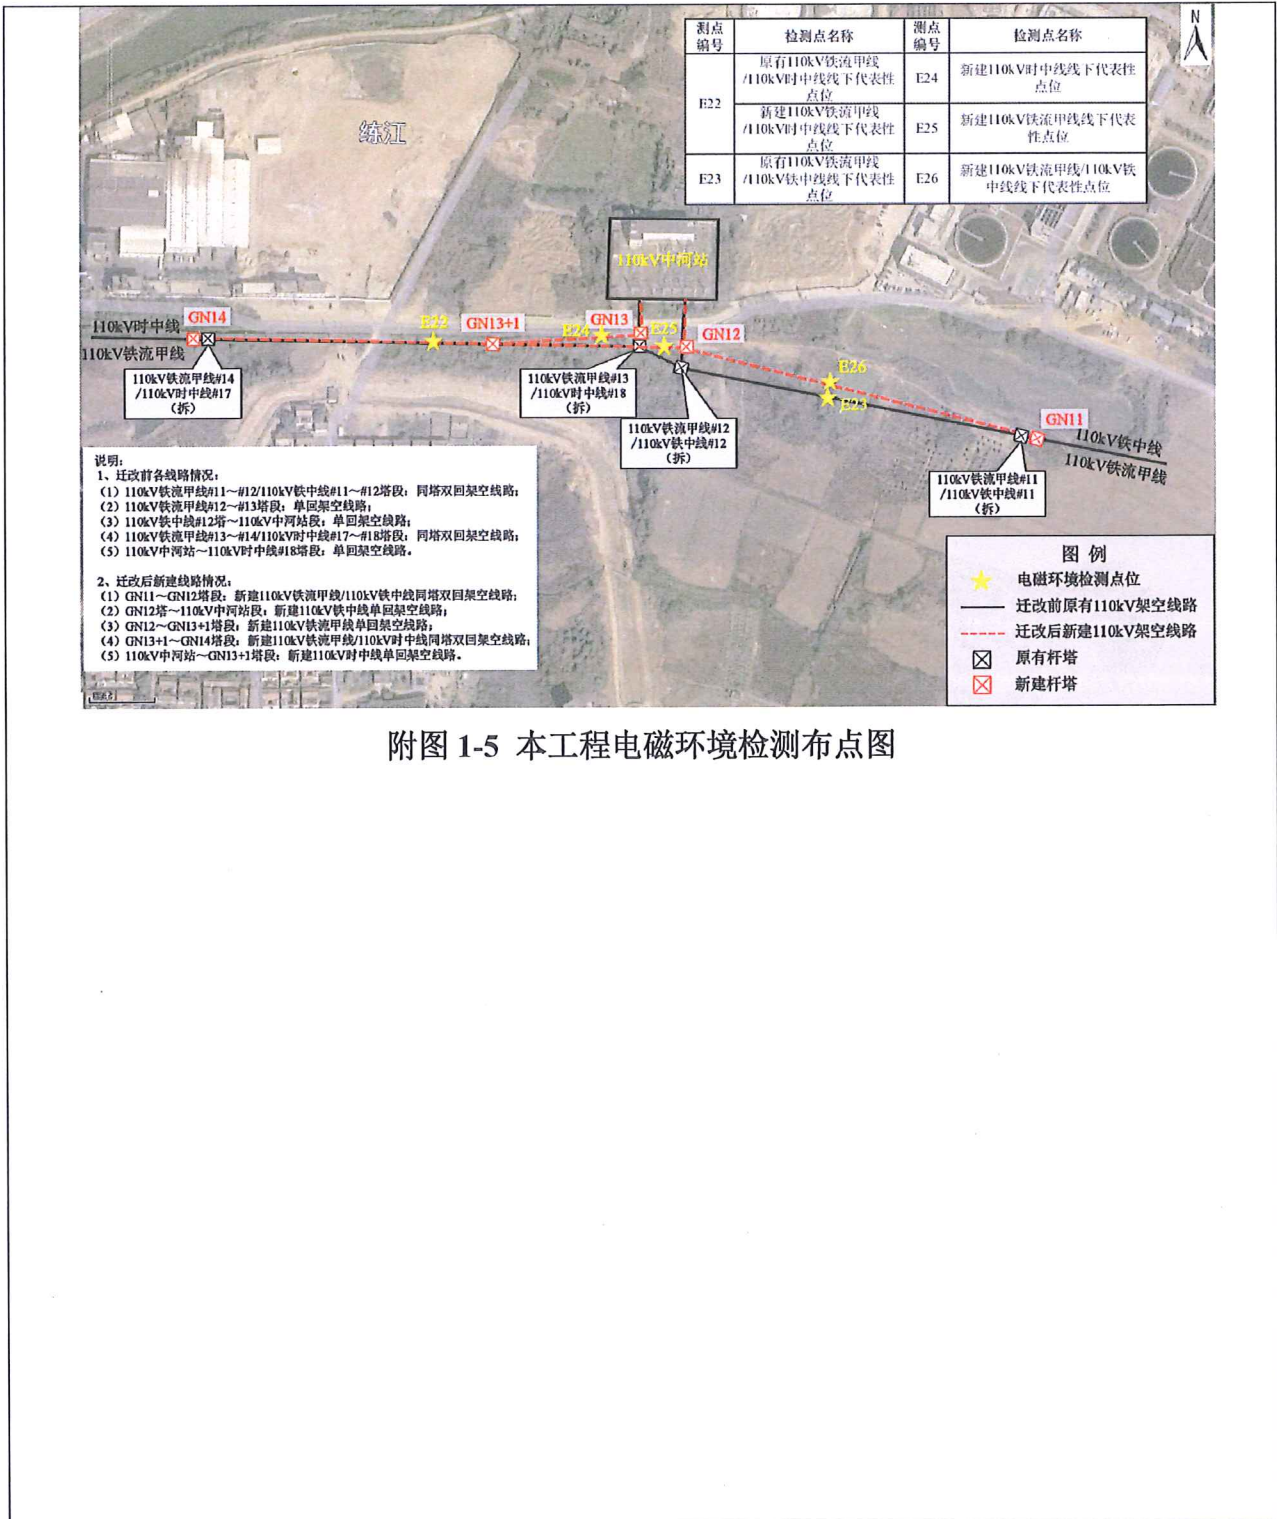 测点编号 检测点名称 测点编号 检测点名称
E22 原有110kV铁流甲线
/110kV时中线线下代表性
点位
E24 新建110kV时中线线下代表性
点位
新建110kV铁流甲线
/110kV时中线线下代表性
点位
E25 新建110kV铁流甲线线下代表
性点位
E23 原有110kV铁流甲线
/110kV铁中线线下代表性
点位
E26 新建110kV铁流甲线/110kV铁
中线线下代表性点位
N
练江
110kV中河站
110kV时中线
110kV铁流甲线
GN14
E22
GN13+1
E24
GN13
E25
GN12
E26
E23
GN11
110kV铁中线
110kV铁流甲线
110kV铁流甲线#14
/110kV时中线#17
（拆）
110kV铁流甲线#13
/110kV时中线#18
（拆）
110kV铁流甲线#12
/110kV铁中线#12
（拆）
110kV铁流甲线#11
/110kV铁中线#11
（拆）
说明：
1、迁改前各线路情况：
（1）110kV铁流甲线#11～#12/110kV铁中线#11～#12塔段：同塔双回架空线路；
（2）110kV铁流甲线#12～#13塔段：单回架空线路；
（3）110kV铁中线#12塔～110kV中河站段：单回架空线路；
（4）110kV铁流甲线#13～#14/110kV时中线#17～#18塔段：同塔双回架空线路；
（5）110kV中河站～110kV时中线#18塔段：单回架空线路。
2、迁改后新建线路情况：
（1）GN11～GN12塔段：新建110kV铁流甲线/110kV铁中线同塔双回架空线路；
（2）GN12塔～110kV中河站段：新建110kV铁中线单回架空线路；
（3）GN12～GN13+1塔段：新建110kV铁流甲线单回架空线路；
（4）GN13+1～GN14塔段：新建110kV铁流甲线/110kV时中线同塔双回架空线路；
（5）110kV中河站～GN13+1塔段：新建110kV时中线单回架空线路。
图 例
电磁环境检测点位
迁改前原有110kV架空线路
迁改后新建110kV架空线路
原有杆塔
新建杆塔
附图 1-5 本工程电磁环境检测布点图